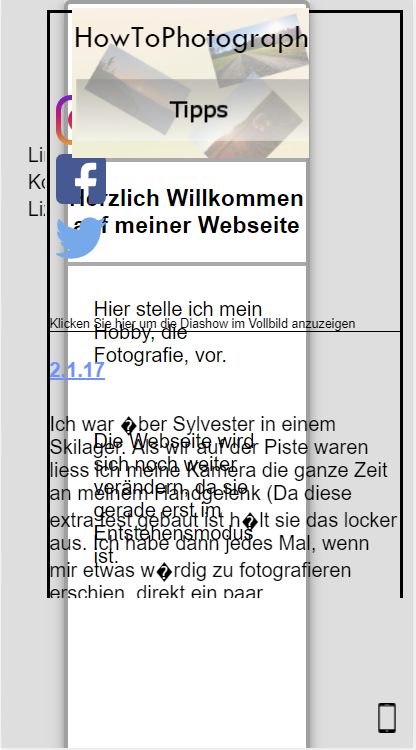 HowToPhotograph
Tipps
Herzlich Willkommen
auf meiner Webseite
Hier stelle ich mein
Hobby, die
Fotografie, vor.
Klicken Sie hier um die Diashow im Vollbild anzuzeigen
2.1.17
Ich war �ber Sylvester in einem
Skilager. Als wir auf der Piste waren
liess ich meine Kamera die ganze Zeit
an meinem Handgelenk (Da diese
extra fest gebaut ist h�lt sie das locker
aus. Ich habe dann jedes Mal, wenn
mir etwas w�rdig zu fotografieren
erschien, direkt ein paar
Die Webseite wird
sich noch weiter
verändern, da sie
gerade erst im
Entstehensmodus
ist.